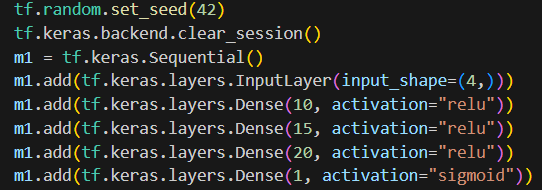 tf.random.set_seed(42)
tf.keras.backend.clear_session()
m1 = tf.keras.Sequential()
m1.add(tf.keras.layers.InputLayer(input_shape=(4,)))
m1.add(tf.keras.layers.Dense(10, activation="relu"))
m1.add(tf.keras.layers.Dense(15, activation="relu"))
m1.add(tf.keras.layers.Dense(20, activation="relu"))
m1.add(tf.keras.layers.Dense(1, activation="sigmoid"))